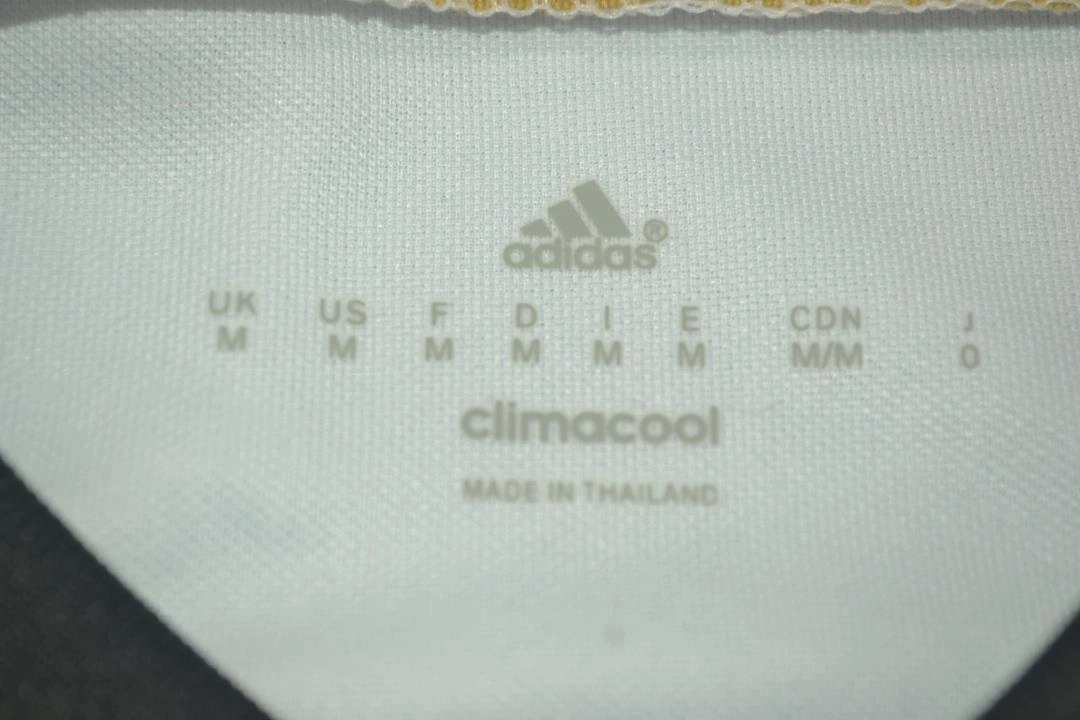 adidas®
UK US F D I E CDN J
M M M M M M M/M O
climacool
MADE IN THAILAND